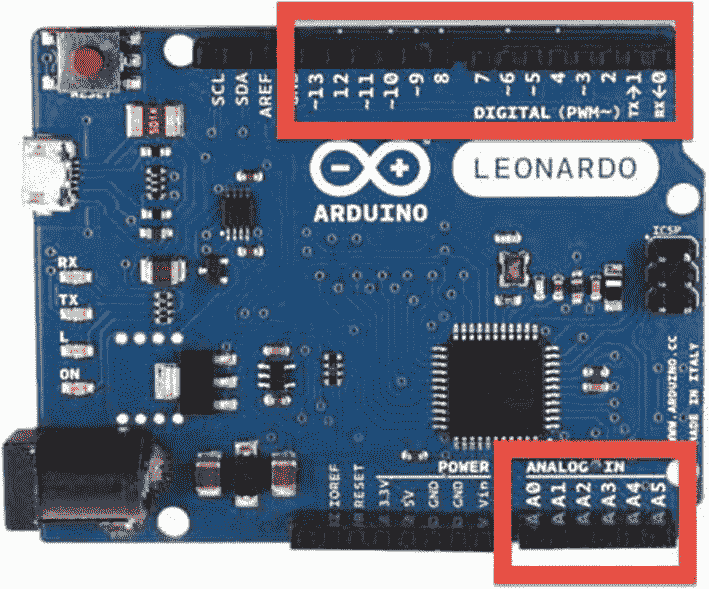 RESET
SCL
SDA
AREF
GND
~13
12
~11
~10
~9
8
7
~6
~5
4
~3
2
TX→1
RX←0
DIGITAL (PWM~)
LEONARDO
ARDUINO
ICSP
RX
TX
L
ON
WWW.ARDUINO.CC
MADE IN ITALY
POWER
ANALOG IN
IOREF
RESET
3.3V
5V
GND
GND
Vin
A0
A1
A2
A3
A4
A5